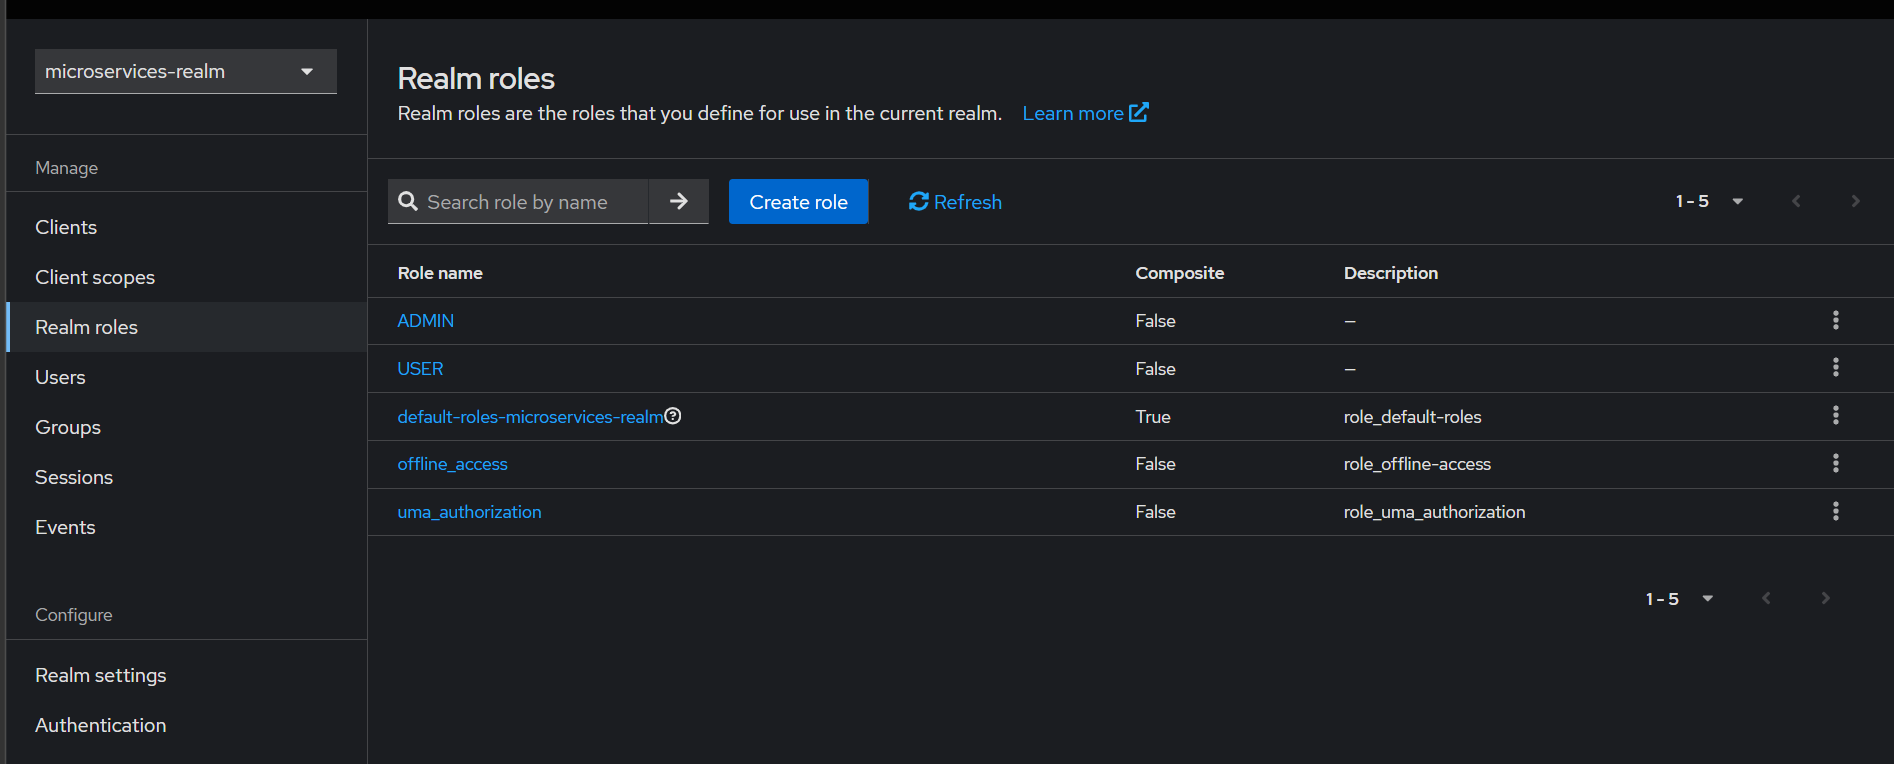 microservices-realm
Manage
Clients
Client scopes
Realm roles
Users
Groups
Sessions
Events
Configure
Realm settings
Authentication
Realm roles
Realm roles are the roles that you define for use in the current realm. Learn more
Search role by name Create role Refresh 1 - 5
Role name Composite Description
ADMIN False –
USER False –
default-roles-microservices-realm True role_default-roles
offline_access False role_offline-access
uma_authorization False role_uma_authorization
1 - 5